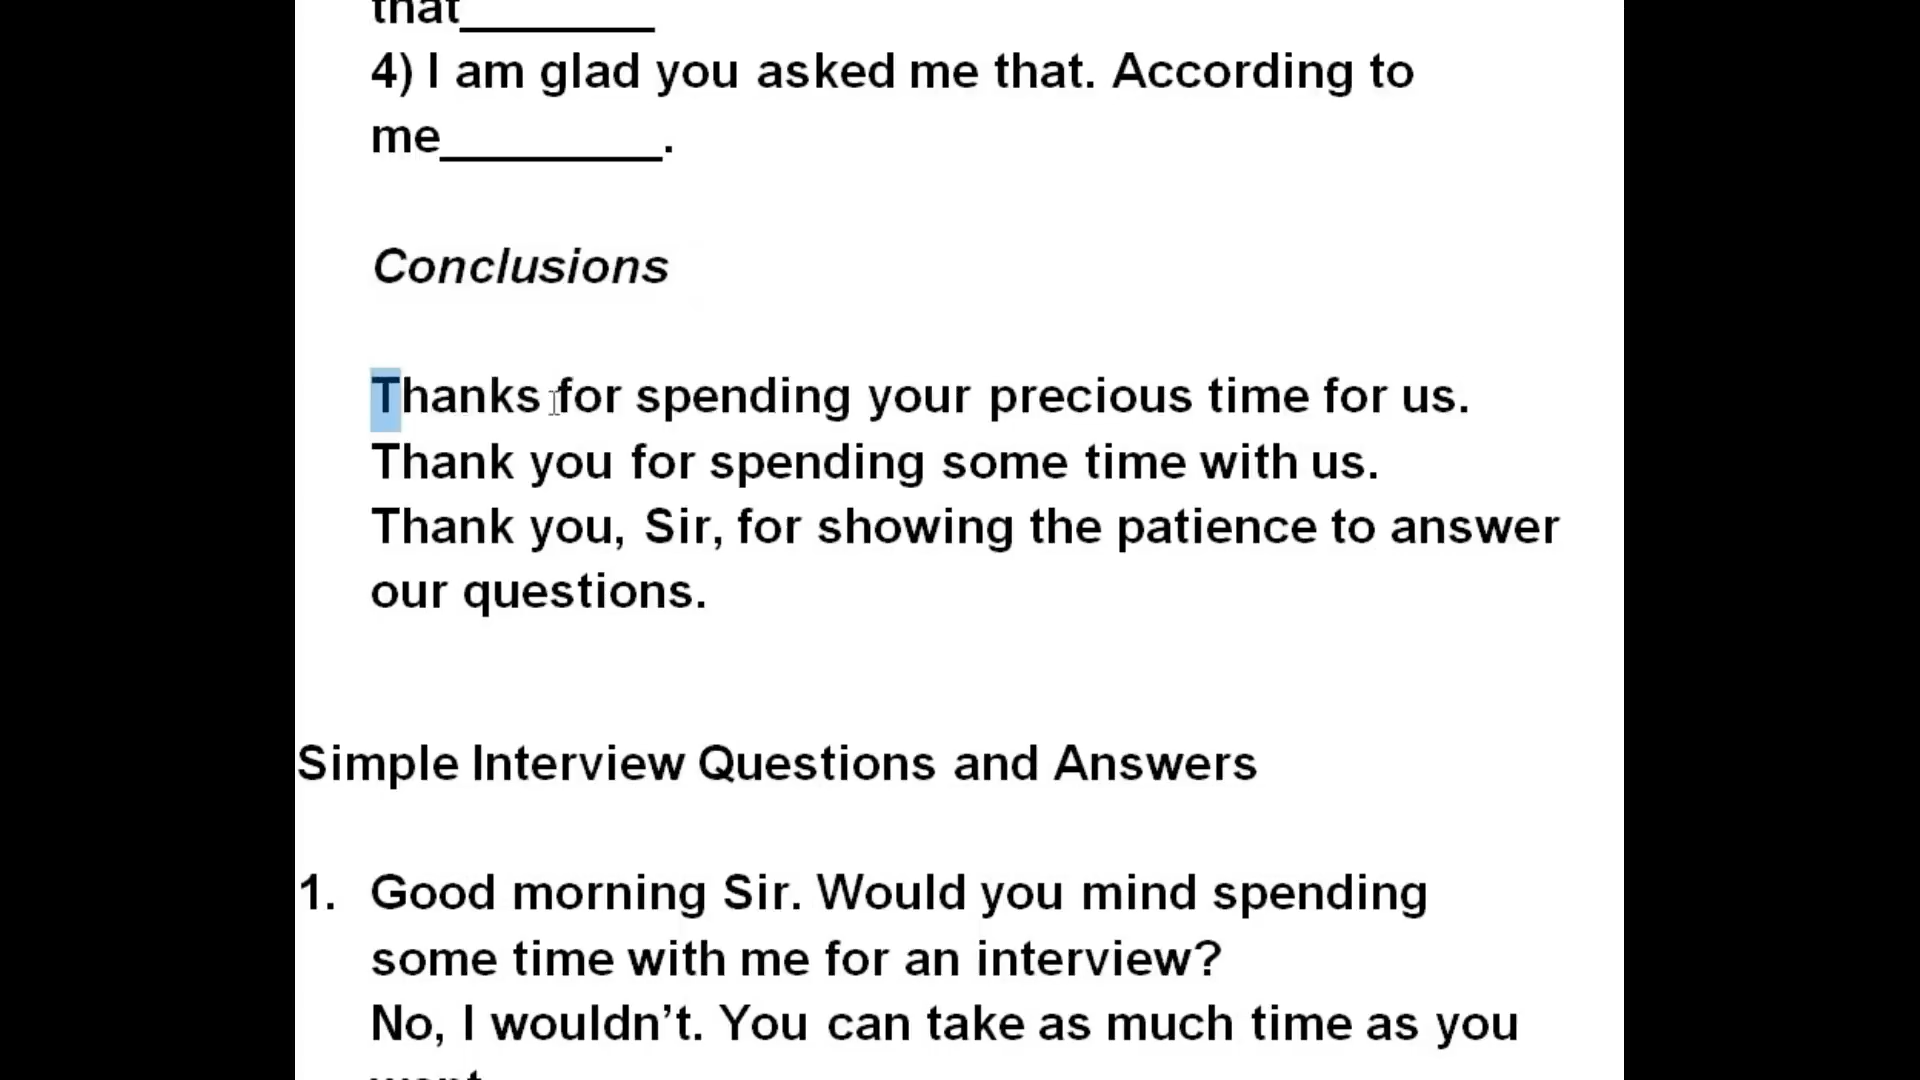 that________
4) I am glad you asked me that. According to
me_________.
Conclusions
Thanks for spending your precious time for us.
Thank you for spending some time with us.
Thank you, Sir, for showing the patience to answer
our questions.
Simple Interview Questions and Answers
1. Good morning Sir. Would you mind spending
some time with me for an interview?
No, I wouldn’t. You can take as much time as you